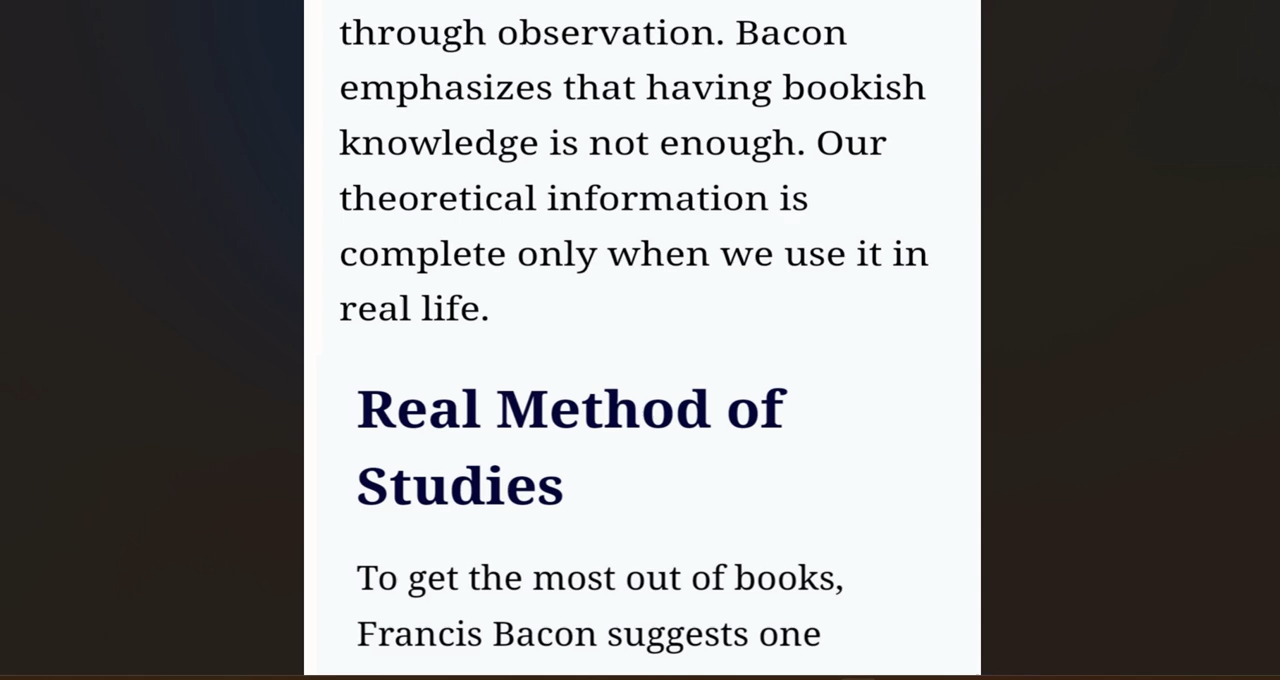 through observation. Bacon
emphasizes that having bookish
knowledge is not enough. Our
theoretical information is
complete only when we use it in
real life.
Real Method of
Studies
To get the most out of books,
Francis Bacon suggests one